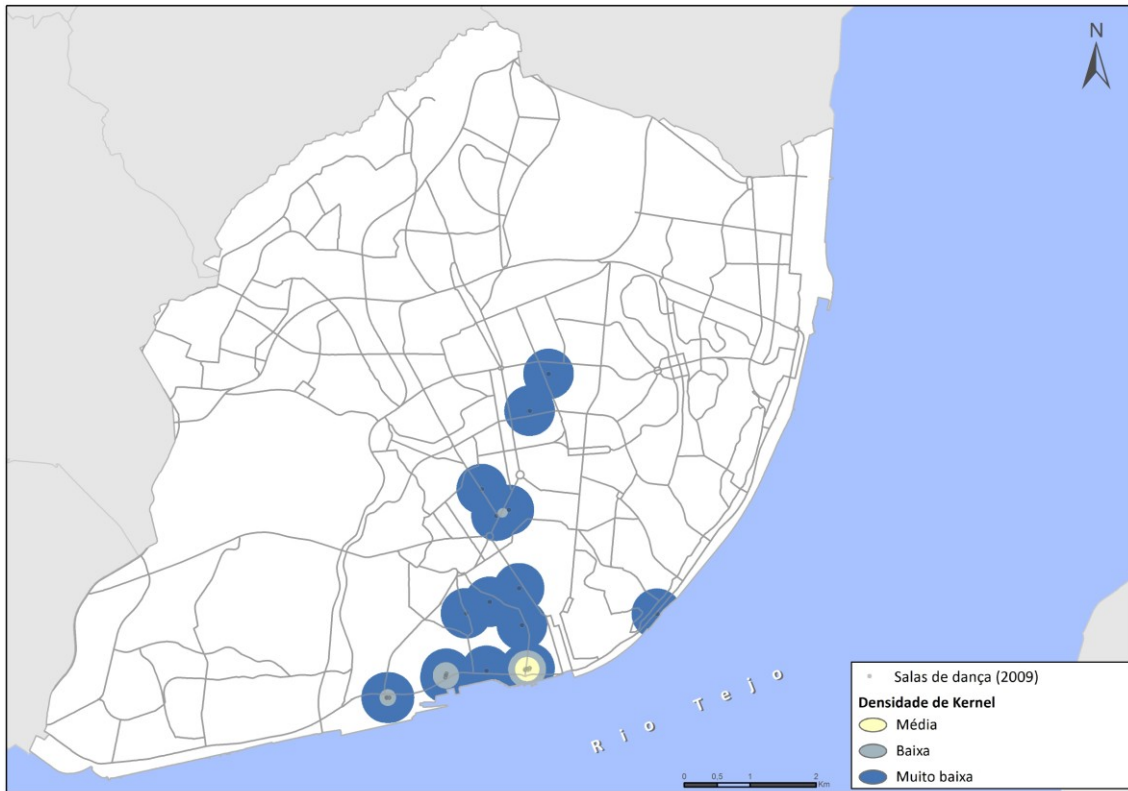 N
Rio Tejo
0 0,5 1 2
Km
Salas de dança (2009)
Densidade de Kernel
Média
Baixa
Muito baixa